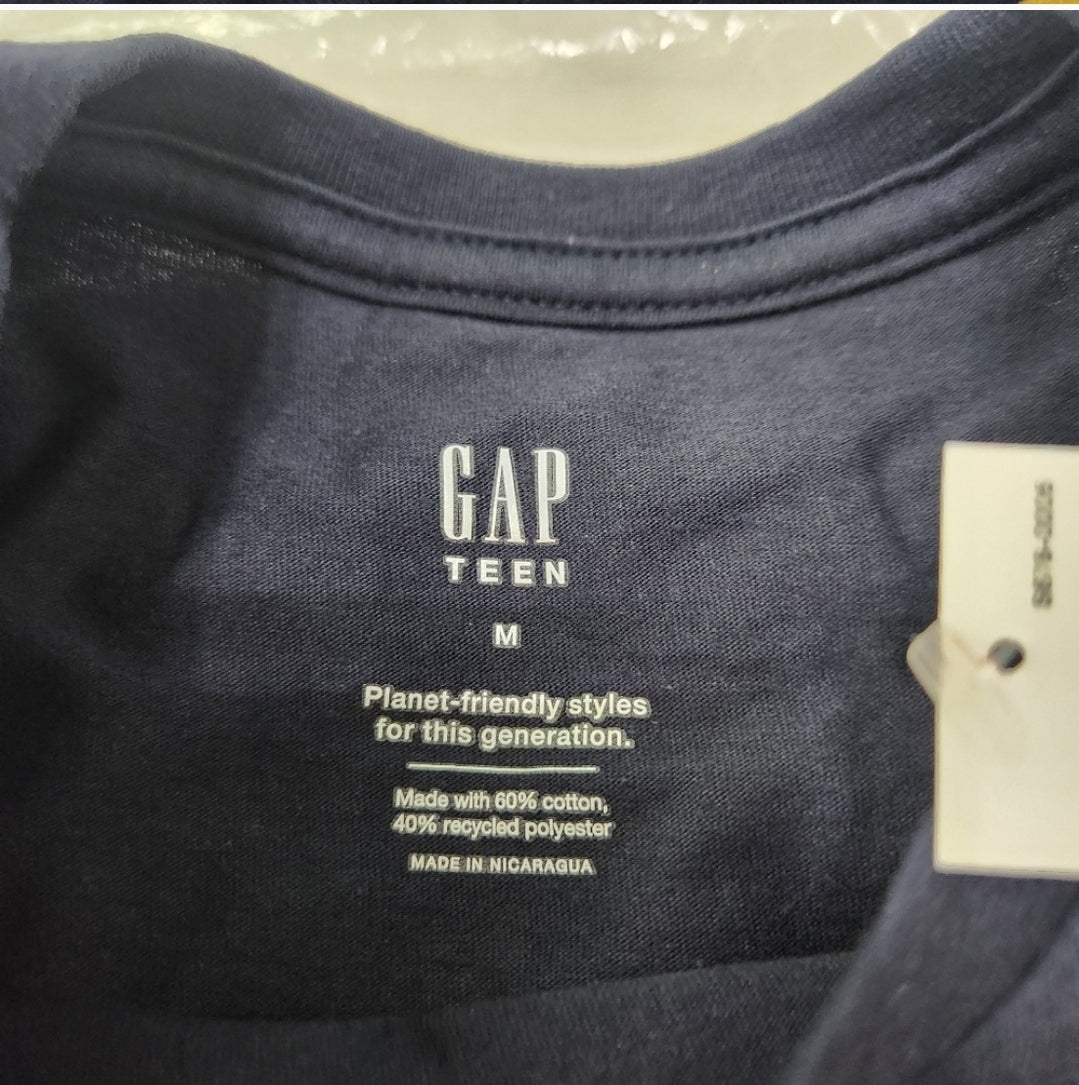 GAP
TEEN
M
Planet-friendly styles
for this generation.
Made with 60% cotton,
40% recycled polyester
MADE IN NICARAGUA